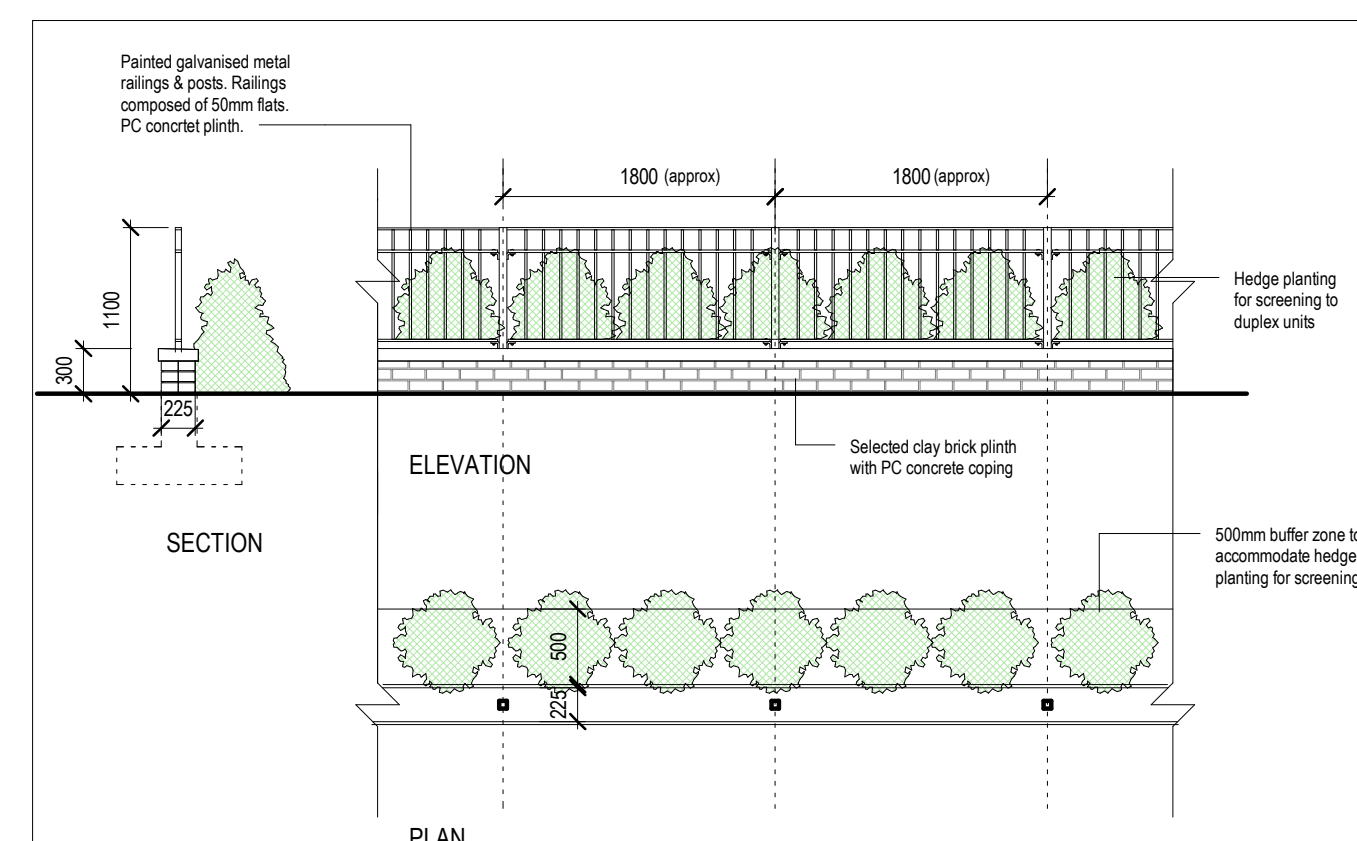 Painted galvanised metal
railings & posts. Railings
composed of 50mm flats.
PC concrtet plinth.
1800 (approx)
1800 (approx)
1100
300
225
Hedge planting
for screening to
duplex units
Selected clay brick plinth
with PC concrete coping
ELEVATION
SECTION
500mm buffer zone to
accommodate hedge
planting for screening
500
225
PLAN